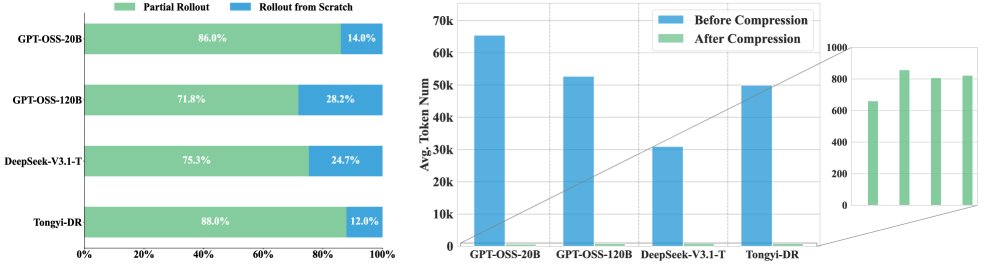 Partial Rollout Rollout from Scratch
GPT-OSS-20B 86.0% 14.0%
GPT-OSS-120B 71.8% 28.2%
DeepSeek-V3.1-T 75.3% 24.7%
Tongyi-DR 88.0% 12.0%
0% 20% 40% 60% 80% 100%
Avg. Token Num
70k
60k
50k
40k
30k
20k
10k
0
Before Compression
After Compression
GPT-OSS-20B GPT-OSS-120B DeepSeek-V3.1-T Tongyi-DR
1000
800
600
400
200
0